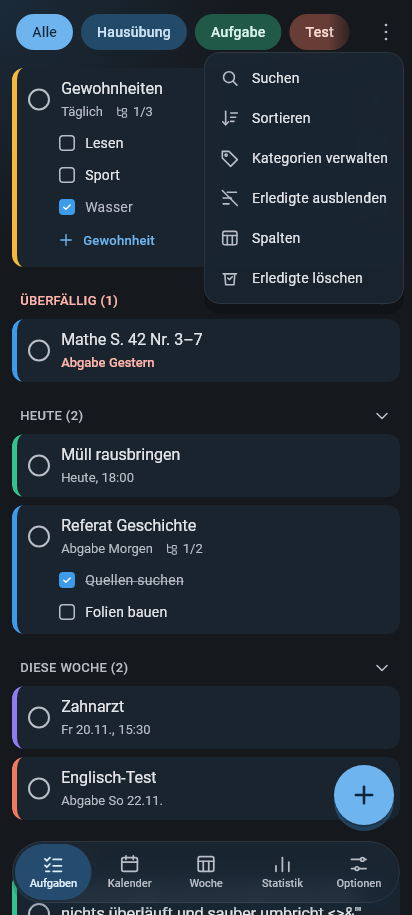 Alle
Hausübung
Aufgabe
Test
Suchen
Sortieren
Kategorien verwalten
Erledigte ausblenden
Spalten
Erledigte löschen
Gewohnheiten
Täglich 1/3
Lesen
Sport
Wasser
Gewohnheit
ÜBERFÄLLIG (1)
Mathe S. 42 Nr. 3–7
Abgabe Gestern
HEUTE (2)
Müll rausbringen
Heute, 18:00
Referat Geschichte
Abgabe Morgen 1/2
Quellen suchen
Folien bauen
DIESE WOCHE (2)
Zahnarzt
Fr 20.11., 15:30
Englisch-Test
Abgabe So 22.11.
Aufgaben
Kalender
Woche
Statistik
Optionen
nichts überläuft und sauber umbricht <>&"'